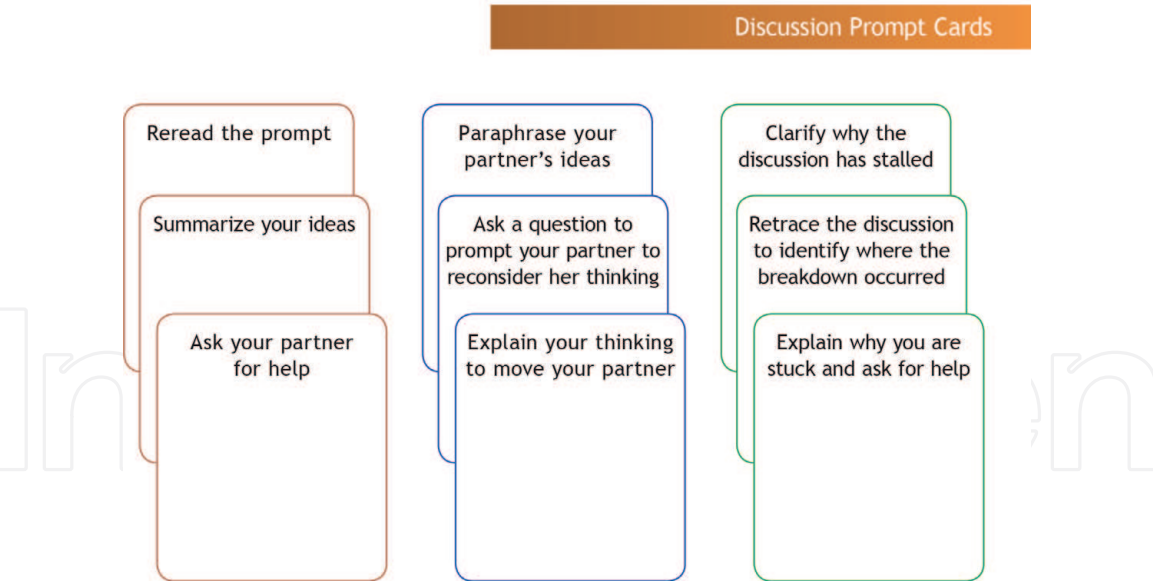 Discussion Prompt Cards
Reread the prompt
Summarize your ideas
Ask your partner
for help
Paraphrase your
partner's ideas
Ask a question to
prompt your partner to
reconsider her thinking
Explain your thinking
to move your partner
Clarify why the
discussion has stalled
Retrace the discussion
to identify where the
breakdown occurred
Explain why you are
stuck and ask for help